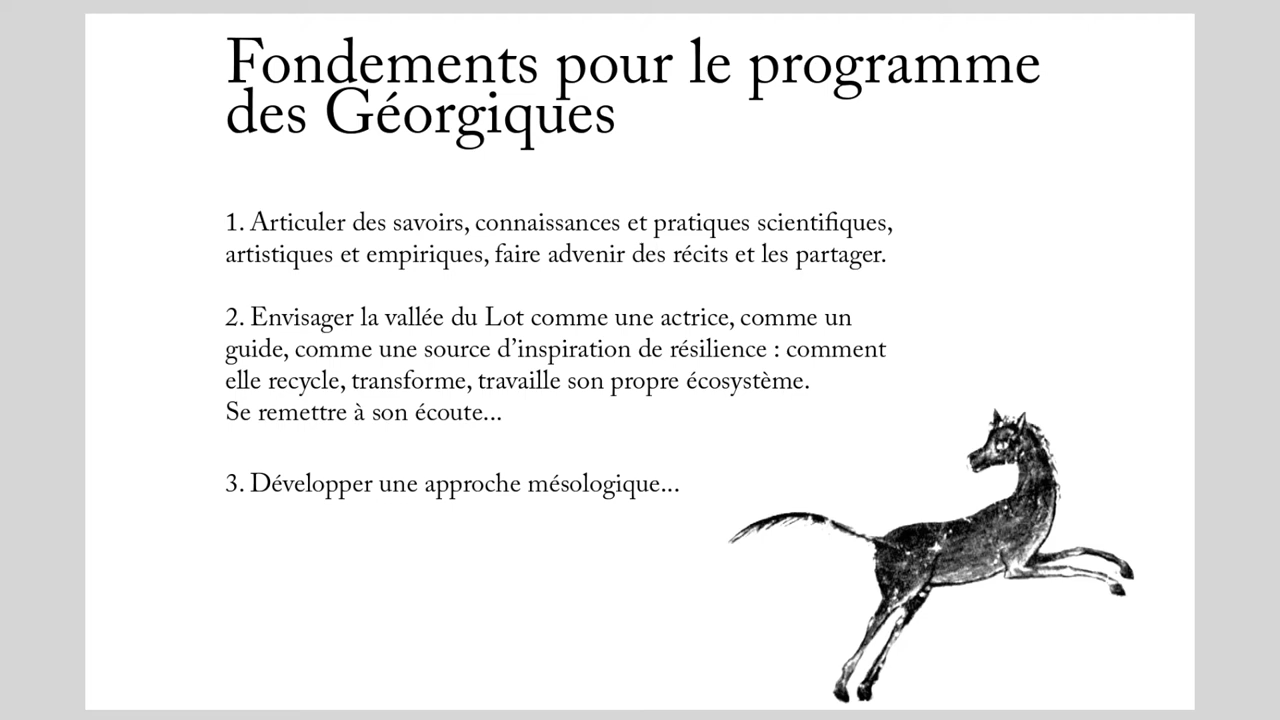 Fondements pour le programme
des Géorgiques
1. Articuler des savoirs, connaissances et pratiques scientifiques,
artistiques et empiriques, faire advenir des récits et les partager.
2. Envisager la vallée du Lot comme une actrice, comme un
guide, comme une source d’inspiration de résilience : comment
elle recycle, transforme, travaille son propre écosystème.
Se remettre à son écoute...
3. Développer une approche mésologique...